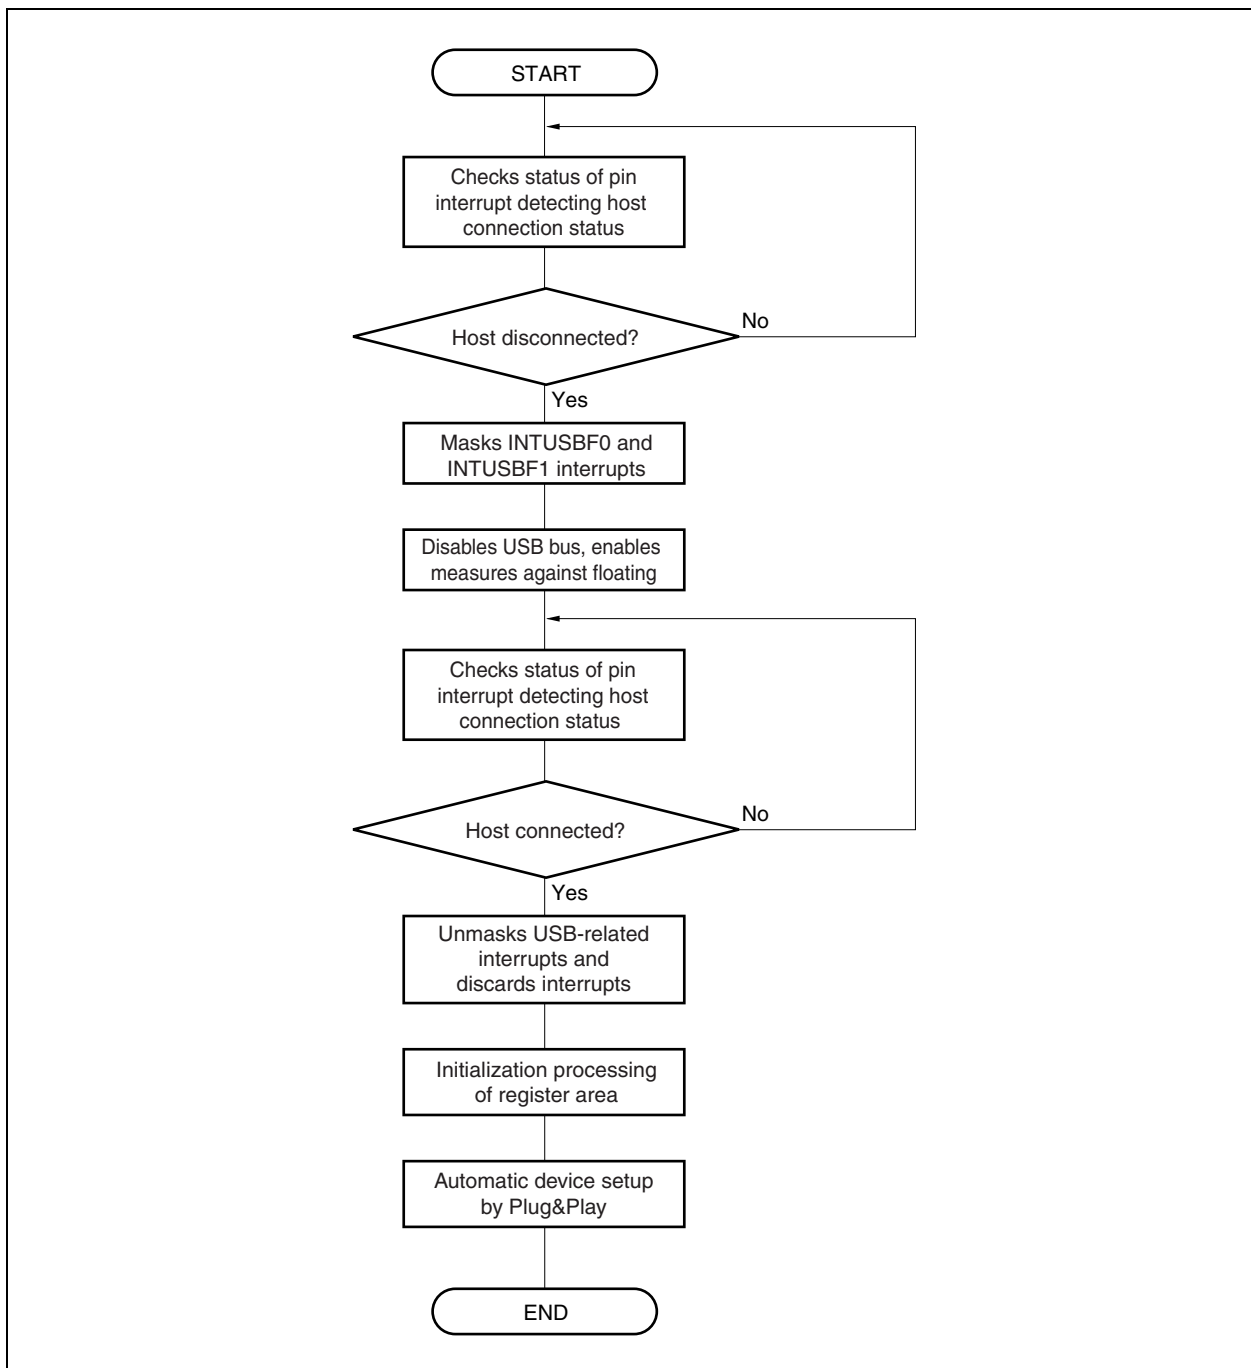 START
Checks status of pin
interrupt detecting host
connection status
Host disconnected?
No
Yes
Masks INTUSBF0 and
INTUSBF1 interrupts
Disables USB bus, enables
measures against floating
Checks status of pin
interrupt detecting host
connection status
Host connected?
No
Yes
Unmasks USB-related
interrupts and
discards interrupts
Initialization processing
of register area
Automatic device setup
by Plug&Play
END